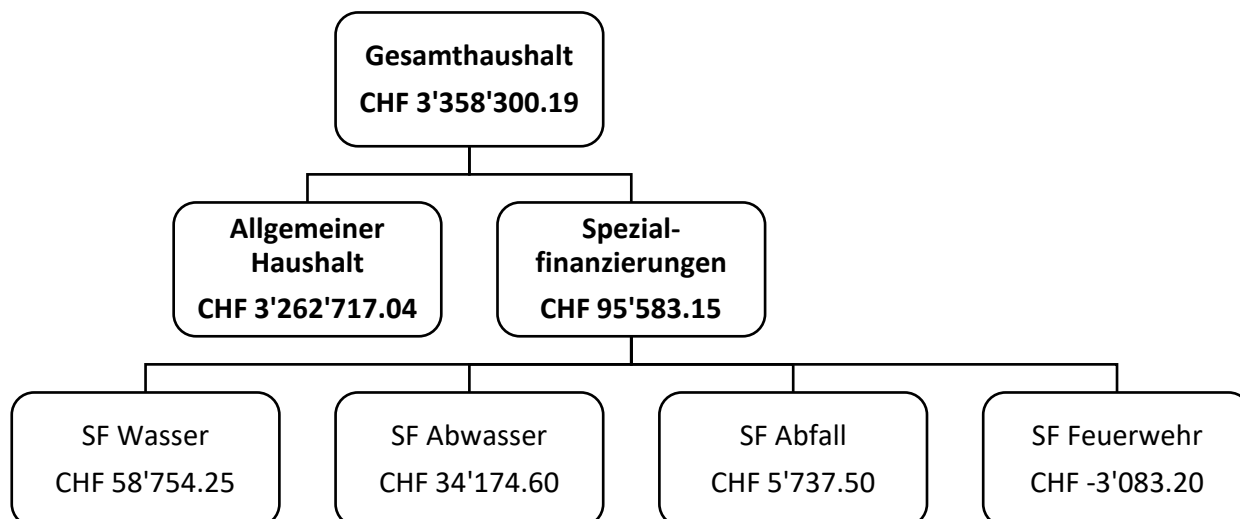 Gesamthaushalt
CHF 3'358'300.19
Allgemeiner
Haushalt
CHF 3'262'717.04
Spezial-
finanzierungen
CHF 95'583.15
SF Wasser
CHF 58'754.25
SF Abwasser
CHF 34'174.60
SF Abfall
CHF 5'737.50
SF Feuerwehr
CHF -3'083.20